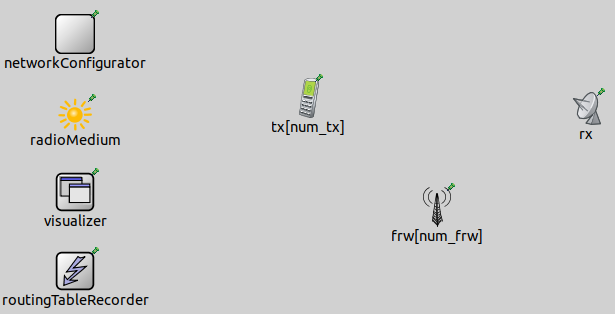 networkConfigurator
tx[num_tx]
radioMedium
rx
visualizer
frw[num_frw]
routingTableRecorder